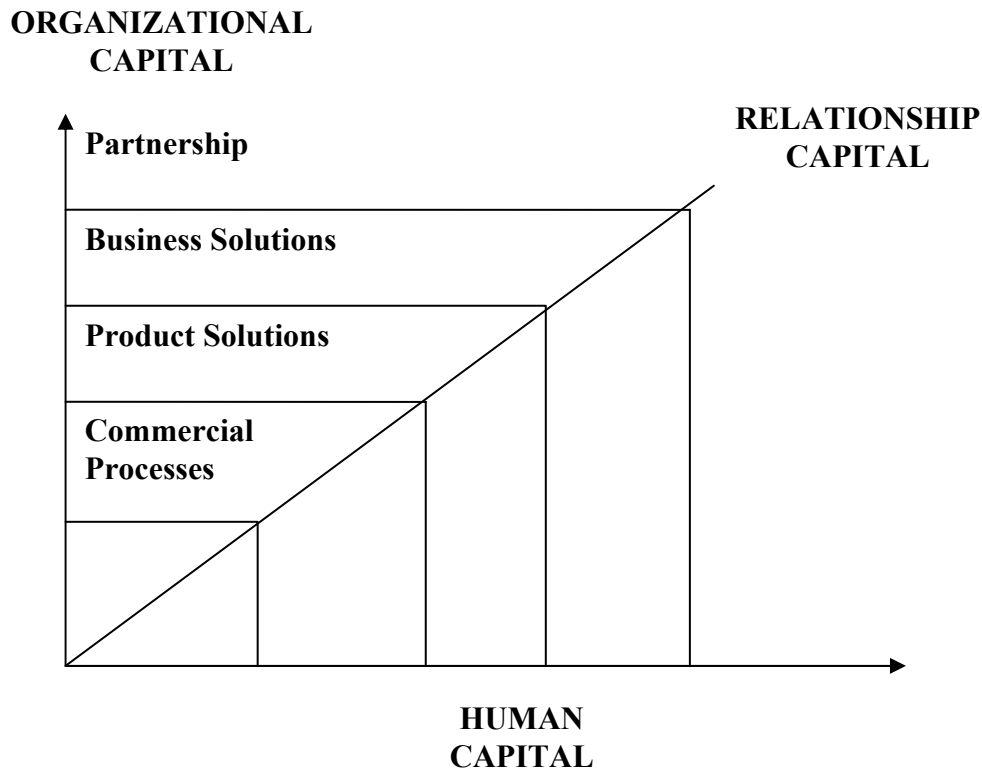 ORGANIZATIONAL
CAPITAL
Partnership
RELATIONSHIP
CAPITAL
Business Solutions
Product Solutions
Commercial
Processes
HUMAN
CAPITAL